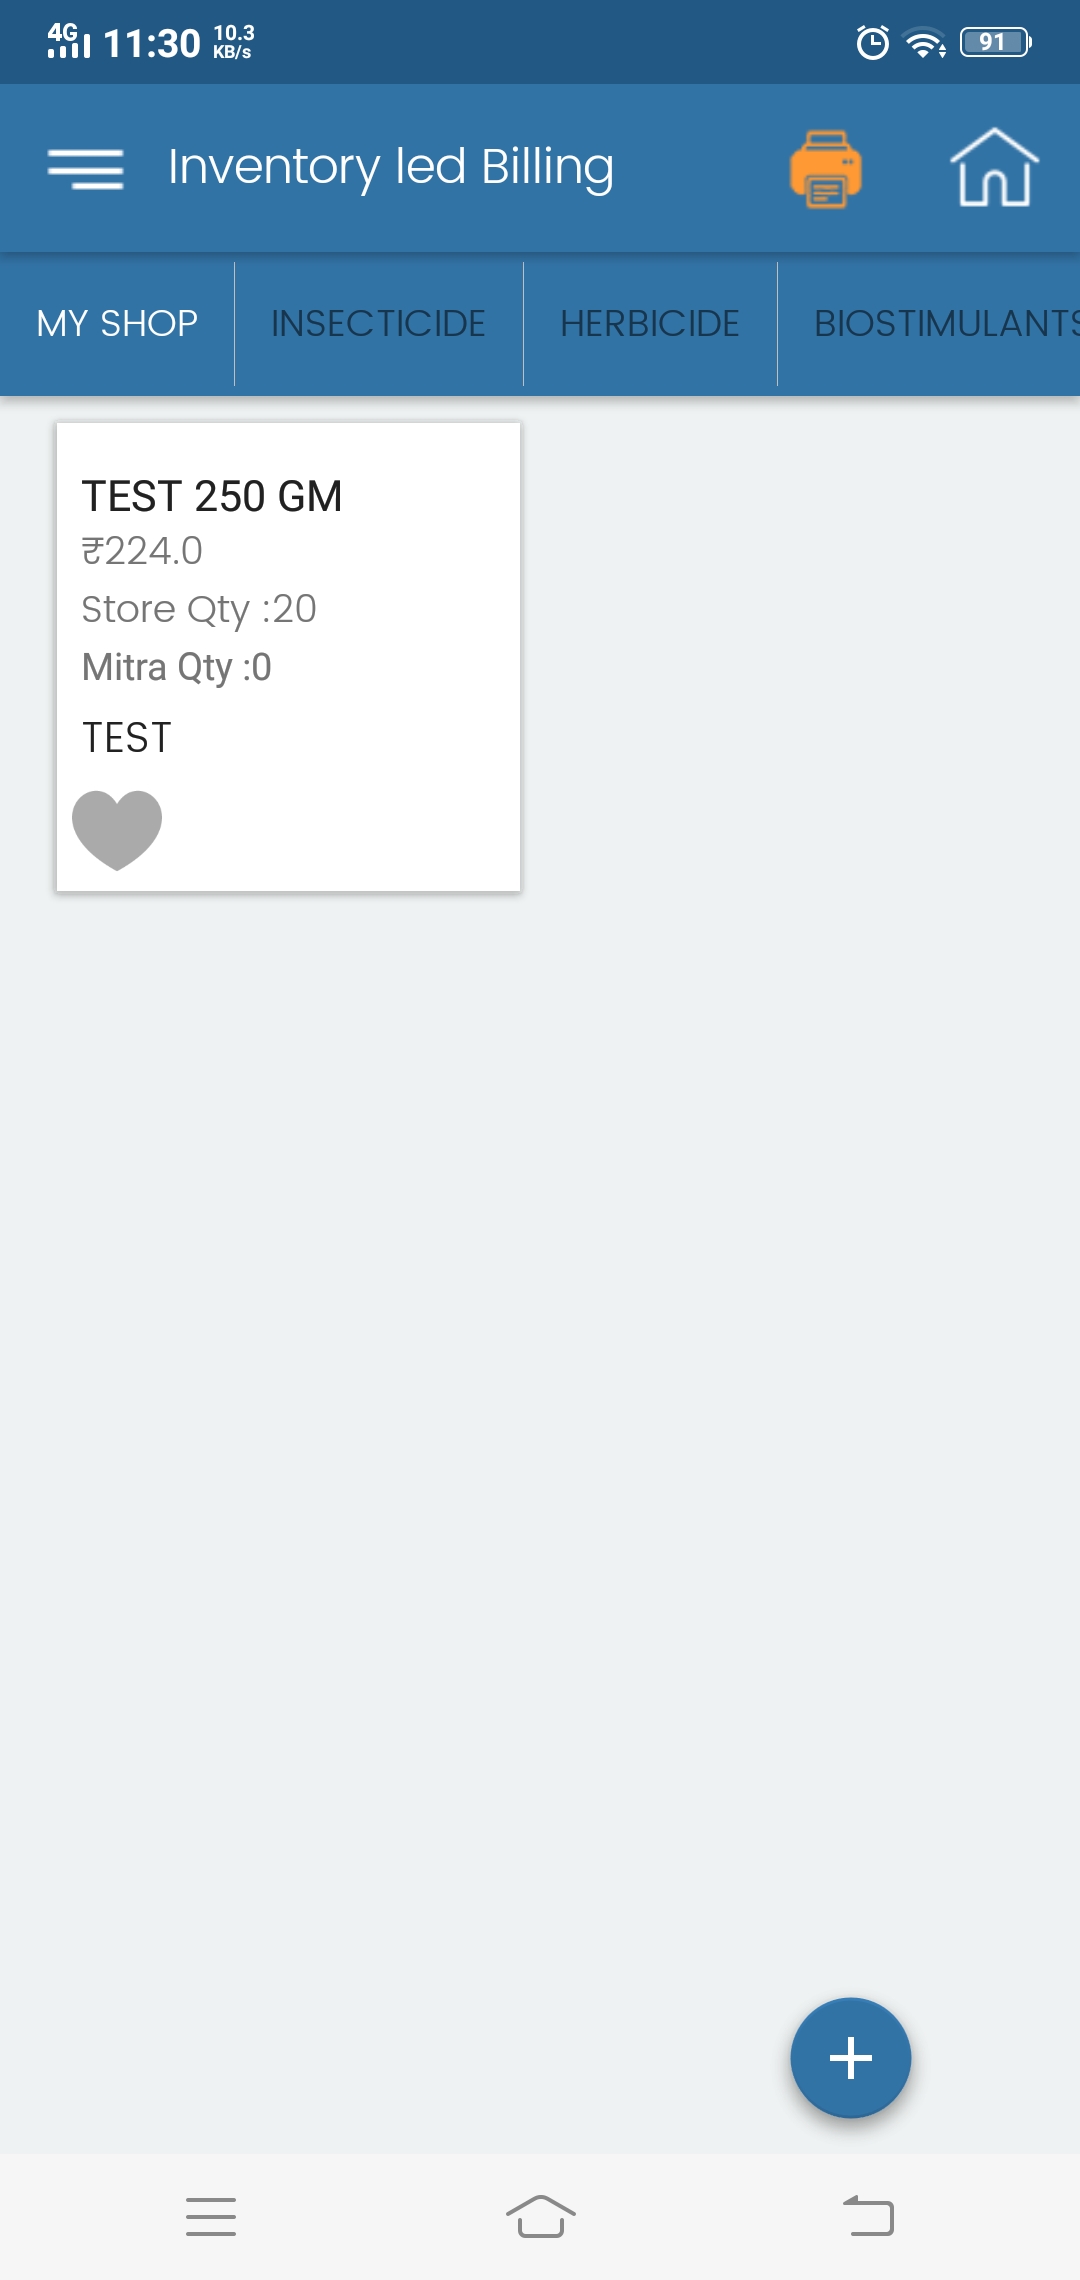 4G 11:30 10.3 KB/s 91
Inventory led Billing
MY SHOP INSECTICIDE HERBICIDE BIOSTIMULANTS
TEST 250 GM
₹224.0
Store Qty :20
Mitra Qty :0
TEST